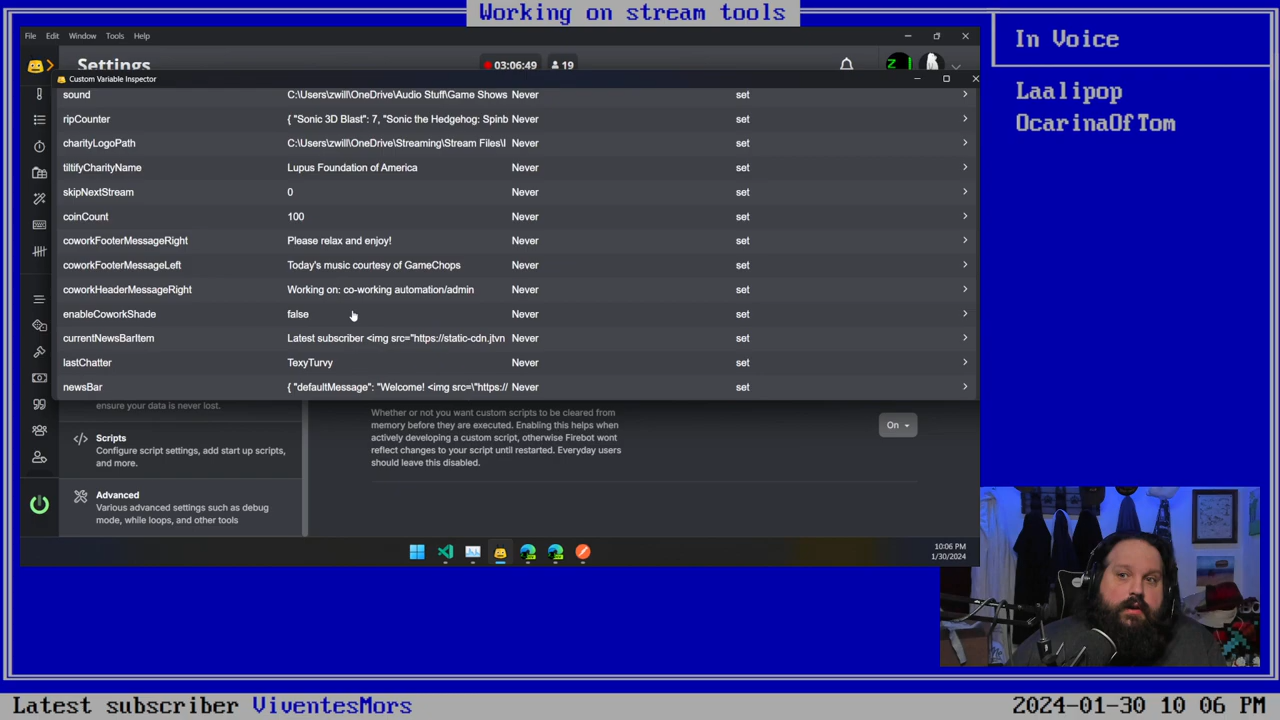 Working on stream tools
In Voice
Laalipop
OcarinaOfTom
File Edit Window Tools Help
Settings
03:06:49 19
Custom Variable Inspector
sound C:\Users\zwill\OneDrive\Audio Stuff\Game Shows Never set
ripCounter { "Sonic 3D Blast": 7, "Sonic the Hedgehog: Spinb Never set
charityLogoPath C:\Users\zwill\OneDrive\Streaming\Stream Files\I Never set
tiltifyCharityName Lupus Foundation of America Never set
skipNextStream 0 Never set
coinCount 100 Never set
coworkFooterMessageRight Please relax and enjoy! Never set
coworkFooterMessageLeft Today's music courtesy of GameChops Never set
coworkHeaderMessageRight Working on: co-working automation/admin Never set
enableCoworkShade false Never set
currentNewsBarItem Latest subscriber <img src="https://static-cdn.jtvn Never set
lastChatter TexyTurvy Never set
newsBar { "defaultMessage": "Welcome! <img src=\"https:// Never set
ensure your data is never lost.
Scripts
Configure script settings, add start up scripts,
and more.
Advanced
Various advanced settings such as debug
mode, while loops, and other tools
Whether or not you want custom scripts to be cleared from
memory before they are executed. Enabling this helps when
actively developing a custom script, otherwise Firebot wont
reflect changes to your script until restarted. Everyday users
should leave this disabled.
On
10:06 PM
1/30/2024
Latest subscriber ViventesMors
2024-01-30 10 06 PM